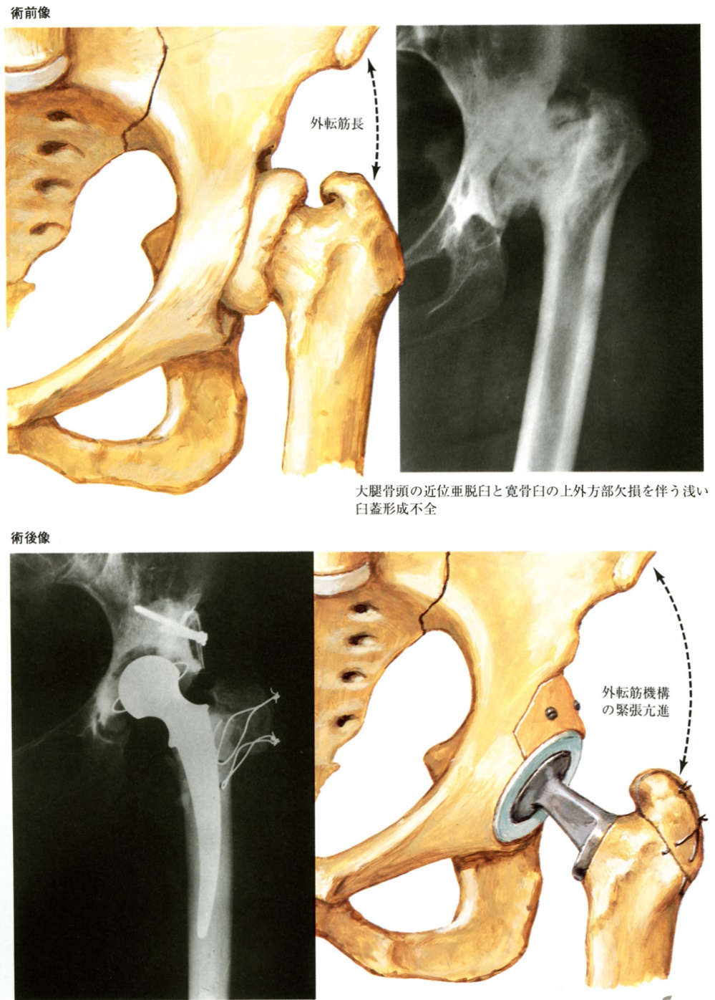 術前像
外転筋長
大腿骨頭の近位亜脱臼と寛骨臼の上外方部欠損を伴う浅い
臼蓋形成不全
術後像
外転筋機構
の緊張亢進